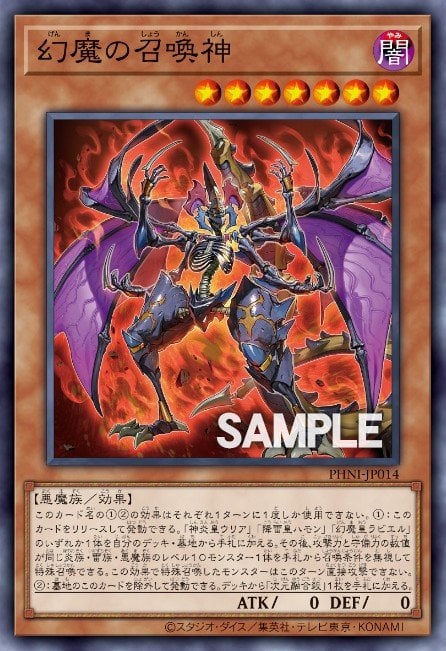 幻魔の召喚神
闇
SAMPLE
PHNI-JP014
【悪魔族／効果】
このカード名の①②の効果はそれぞれ1ターンに1度しか使用できない。①：この
カードをリリースして発動できる。「神炎皇ウリア」「降雷皇ハモン」「幻魔皇ラビエル」
のいずれか1体を自分のデッキ・墓地から手札に加える。その後、攻撃力と守備力の数値
が同じ炎族・雷族・悪魔族のレベル10モンスター1体を手札から召喚条件を無視して
特殊召喚できる。この効果で特殊召喚したモンスターはこのターン直接攻撃できない。
②：墓地のこのカードを除外して発動できる。デッキから「次元融合殺」1枚を手札に加える。
ATK/ 0 DEF/ 0
©スタジオ・ダイス／集英社・テレビ東京・KONAMI